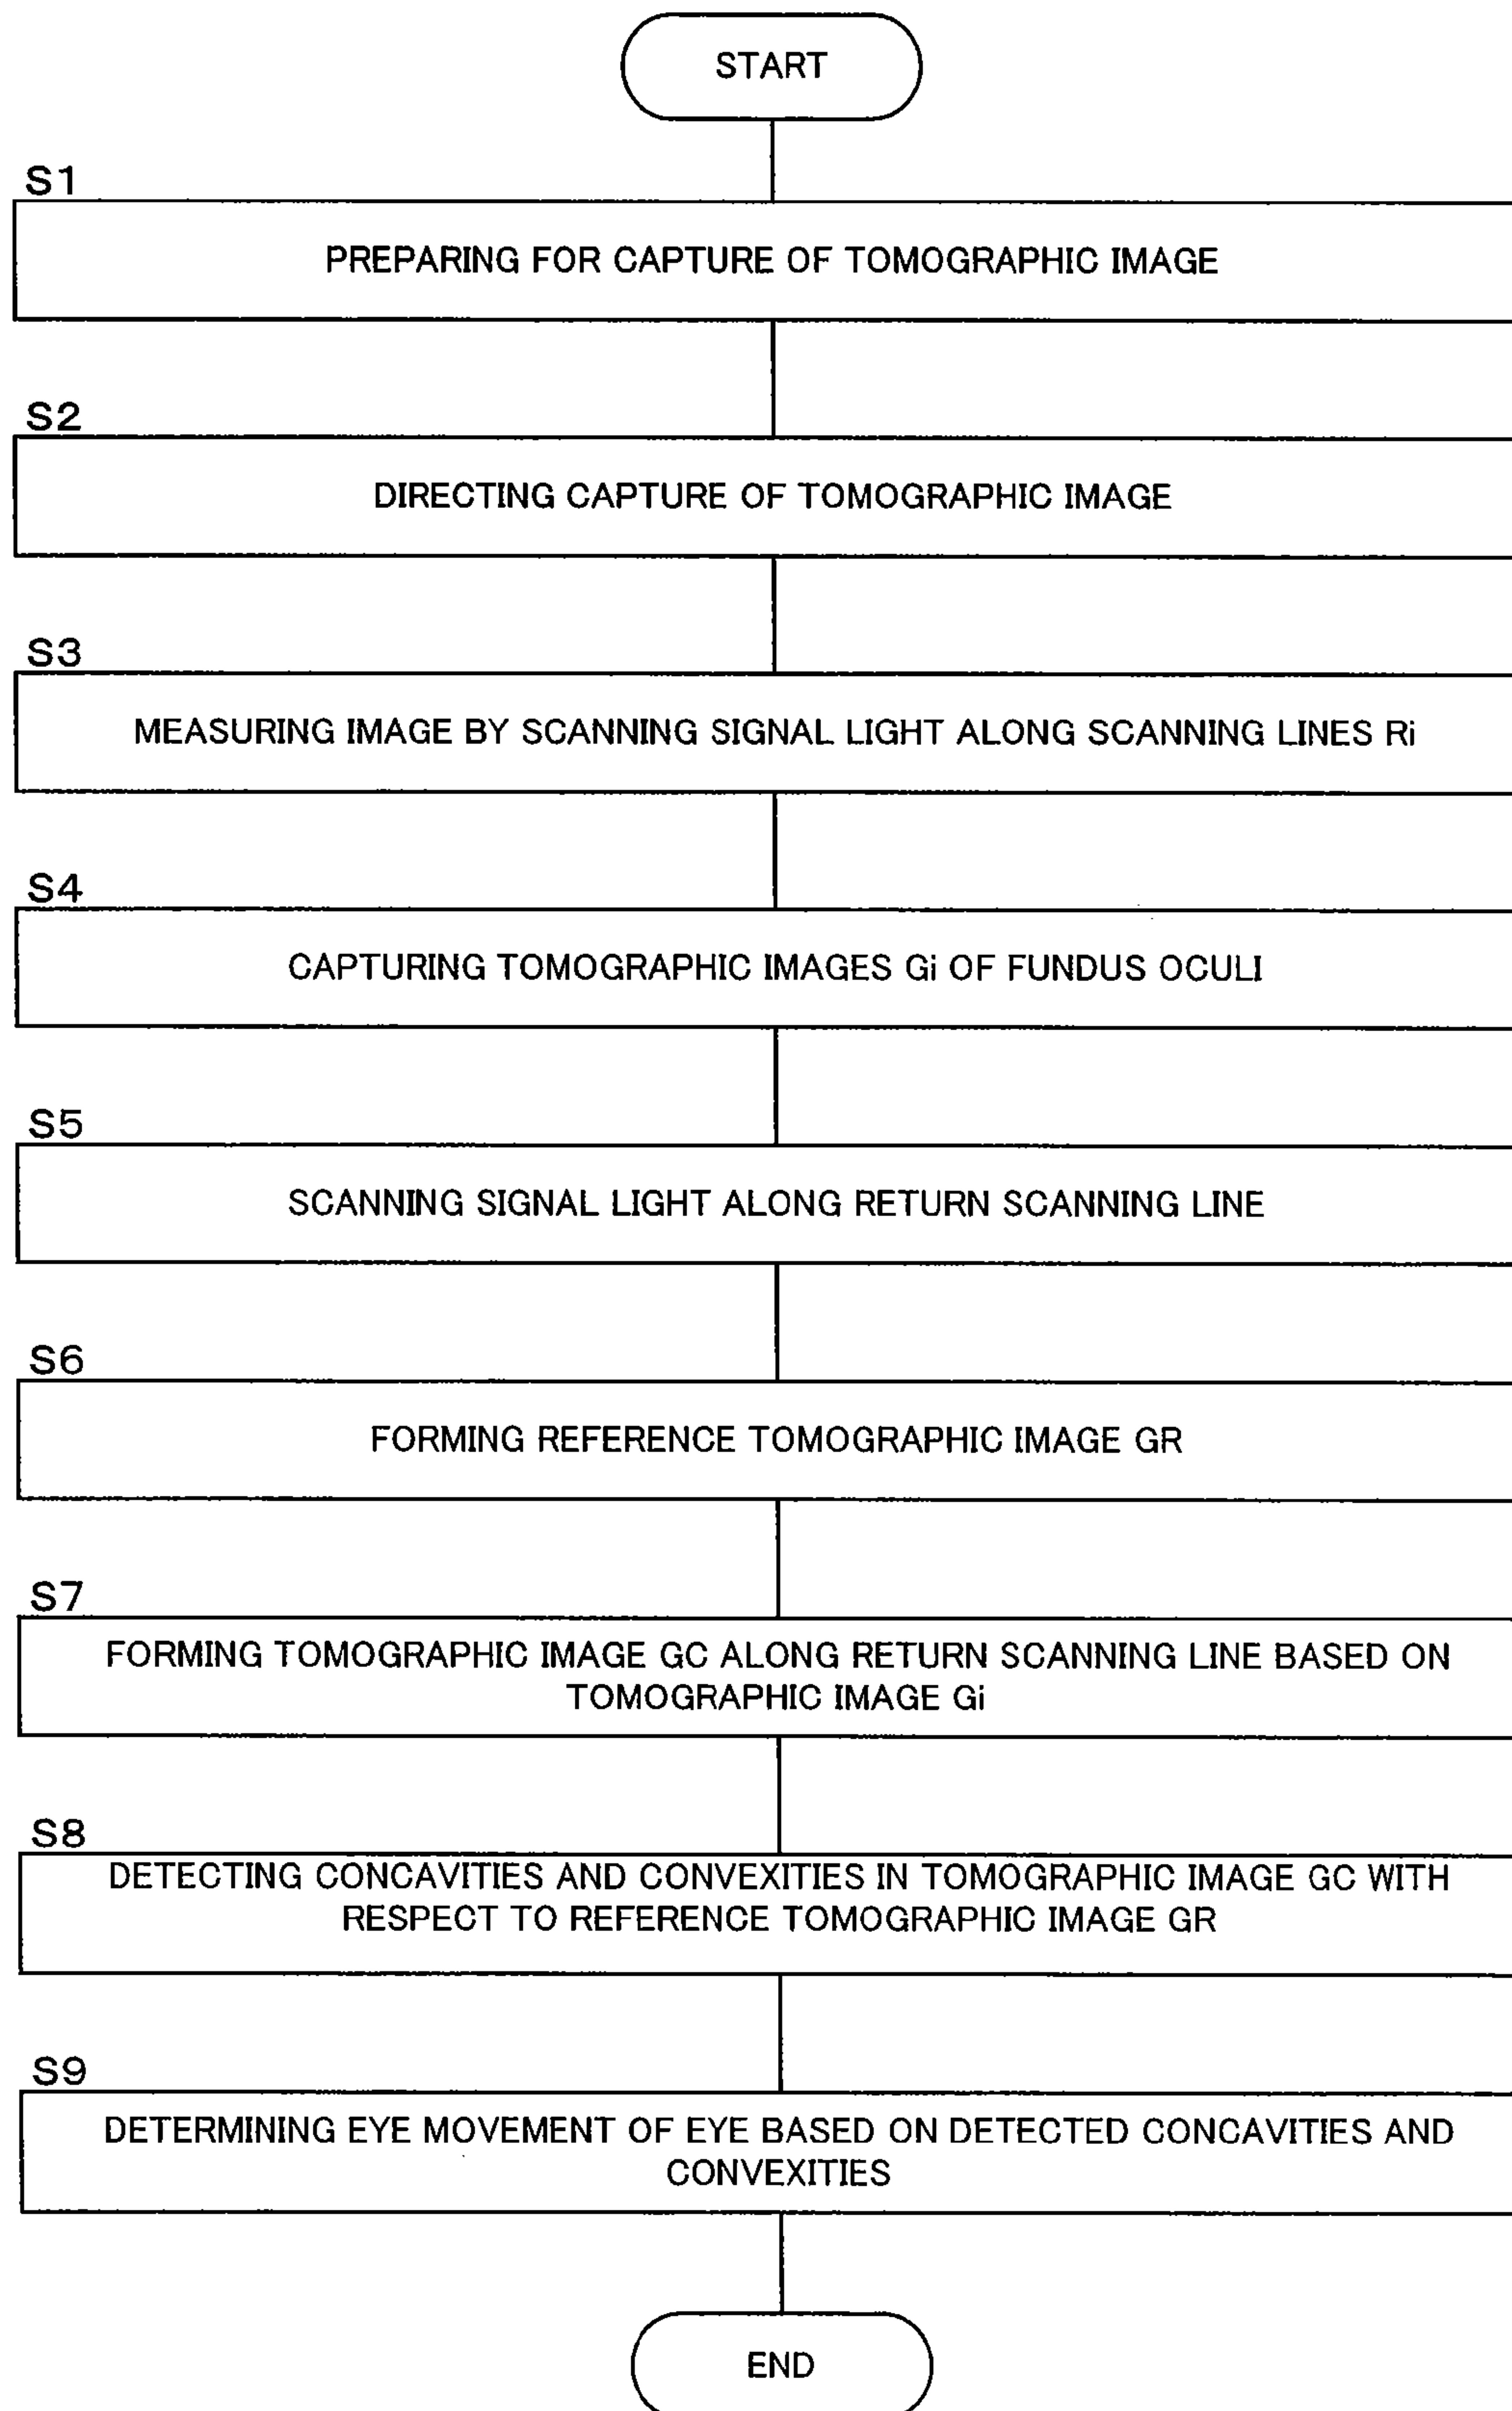 START
S1
PREPARING FOR CAPTURE OF TOMOGRAPHIC IMAGE
S2
DIRECTING CAPTURE OF TOMOGRAPHIC IMAGE
S3
MEASURING IMAGE BY SCANNING SIGNAL LIGHT ALONG SCANNING LINES Ri
S4
CAPTURING TOMOGRAPHIC IMAGES Gi OF FUNDUS OCULI
S5
SCANNING SIGNAL LIGHT ALONG RETURN SCANNING LINE
S6
FORMING REFERENCE TOMOGRAPHIC IMAGE GR
S7
FORMING TOMOGRAPHIC IMAGE GC ALONG RETURN SCANNING LINE BASED ON
TOMOGRAPHIC IMAGE Gi
S8
DETECTING CONCAVITIES AND CONVEXITIES IN TOMOGRAPHIC IMAGE GC WITH
RESPECT TO REFERENCE TOMOGRAPHIC IMAGE GR
S9
DETERMINING EYE MOVEMENT OF EYE BASED ON DETECTED CONCAVITIES AND
CONVEXITIES
END